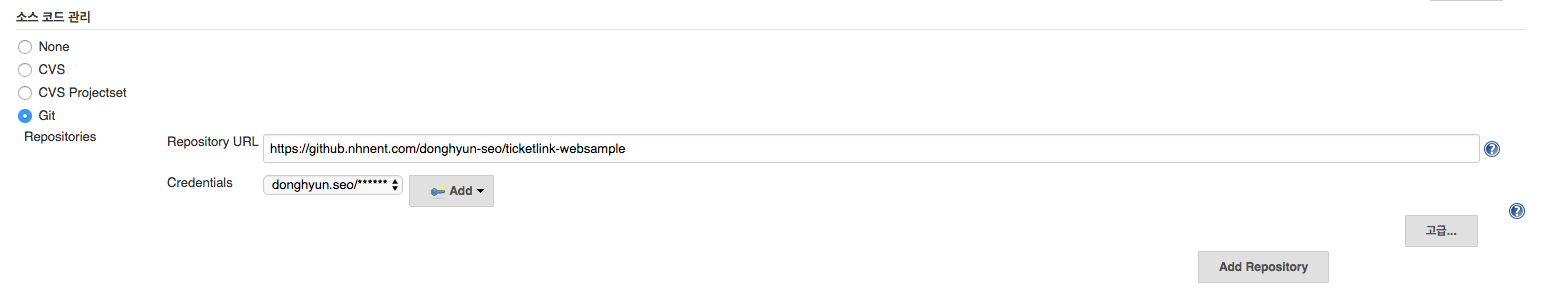 소스 코드 관리
None
CVS
CVS Projectset
Git
Repositories
Repository URL https://github.nhnent.com/donghyun-seo/ticketlink-websample
Credentials donghyun.seo/****** Add
고급...
Add Repository